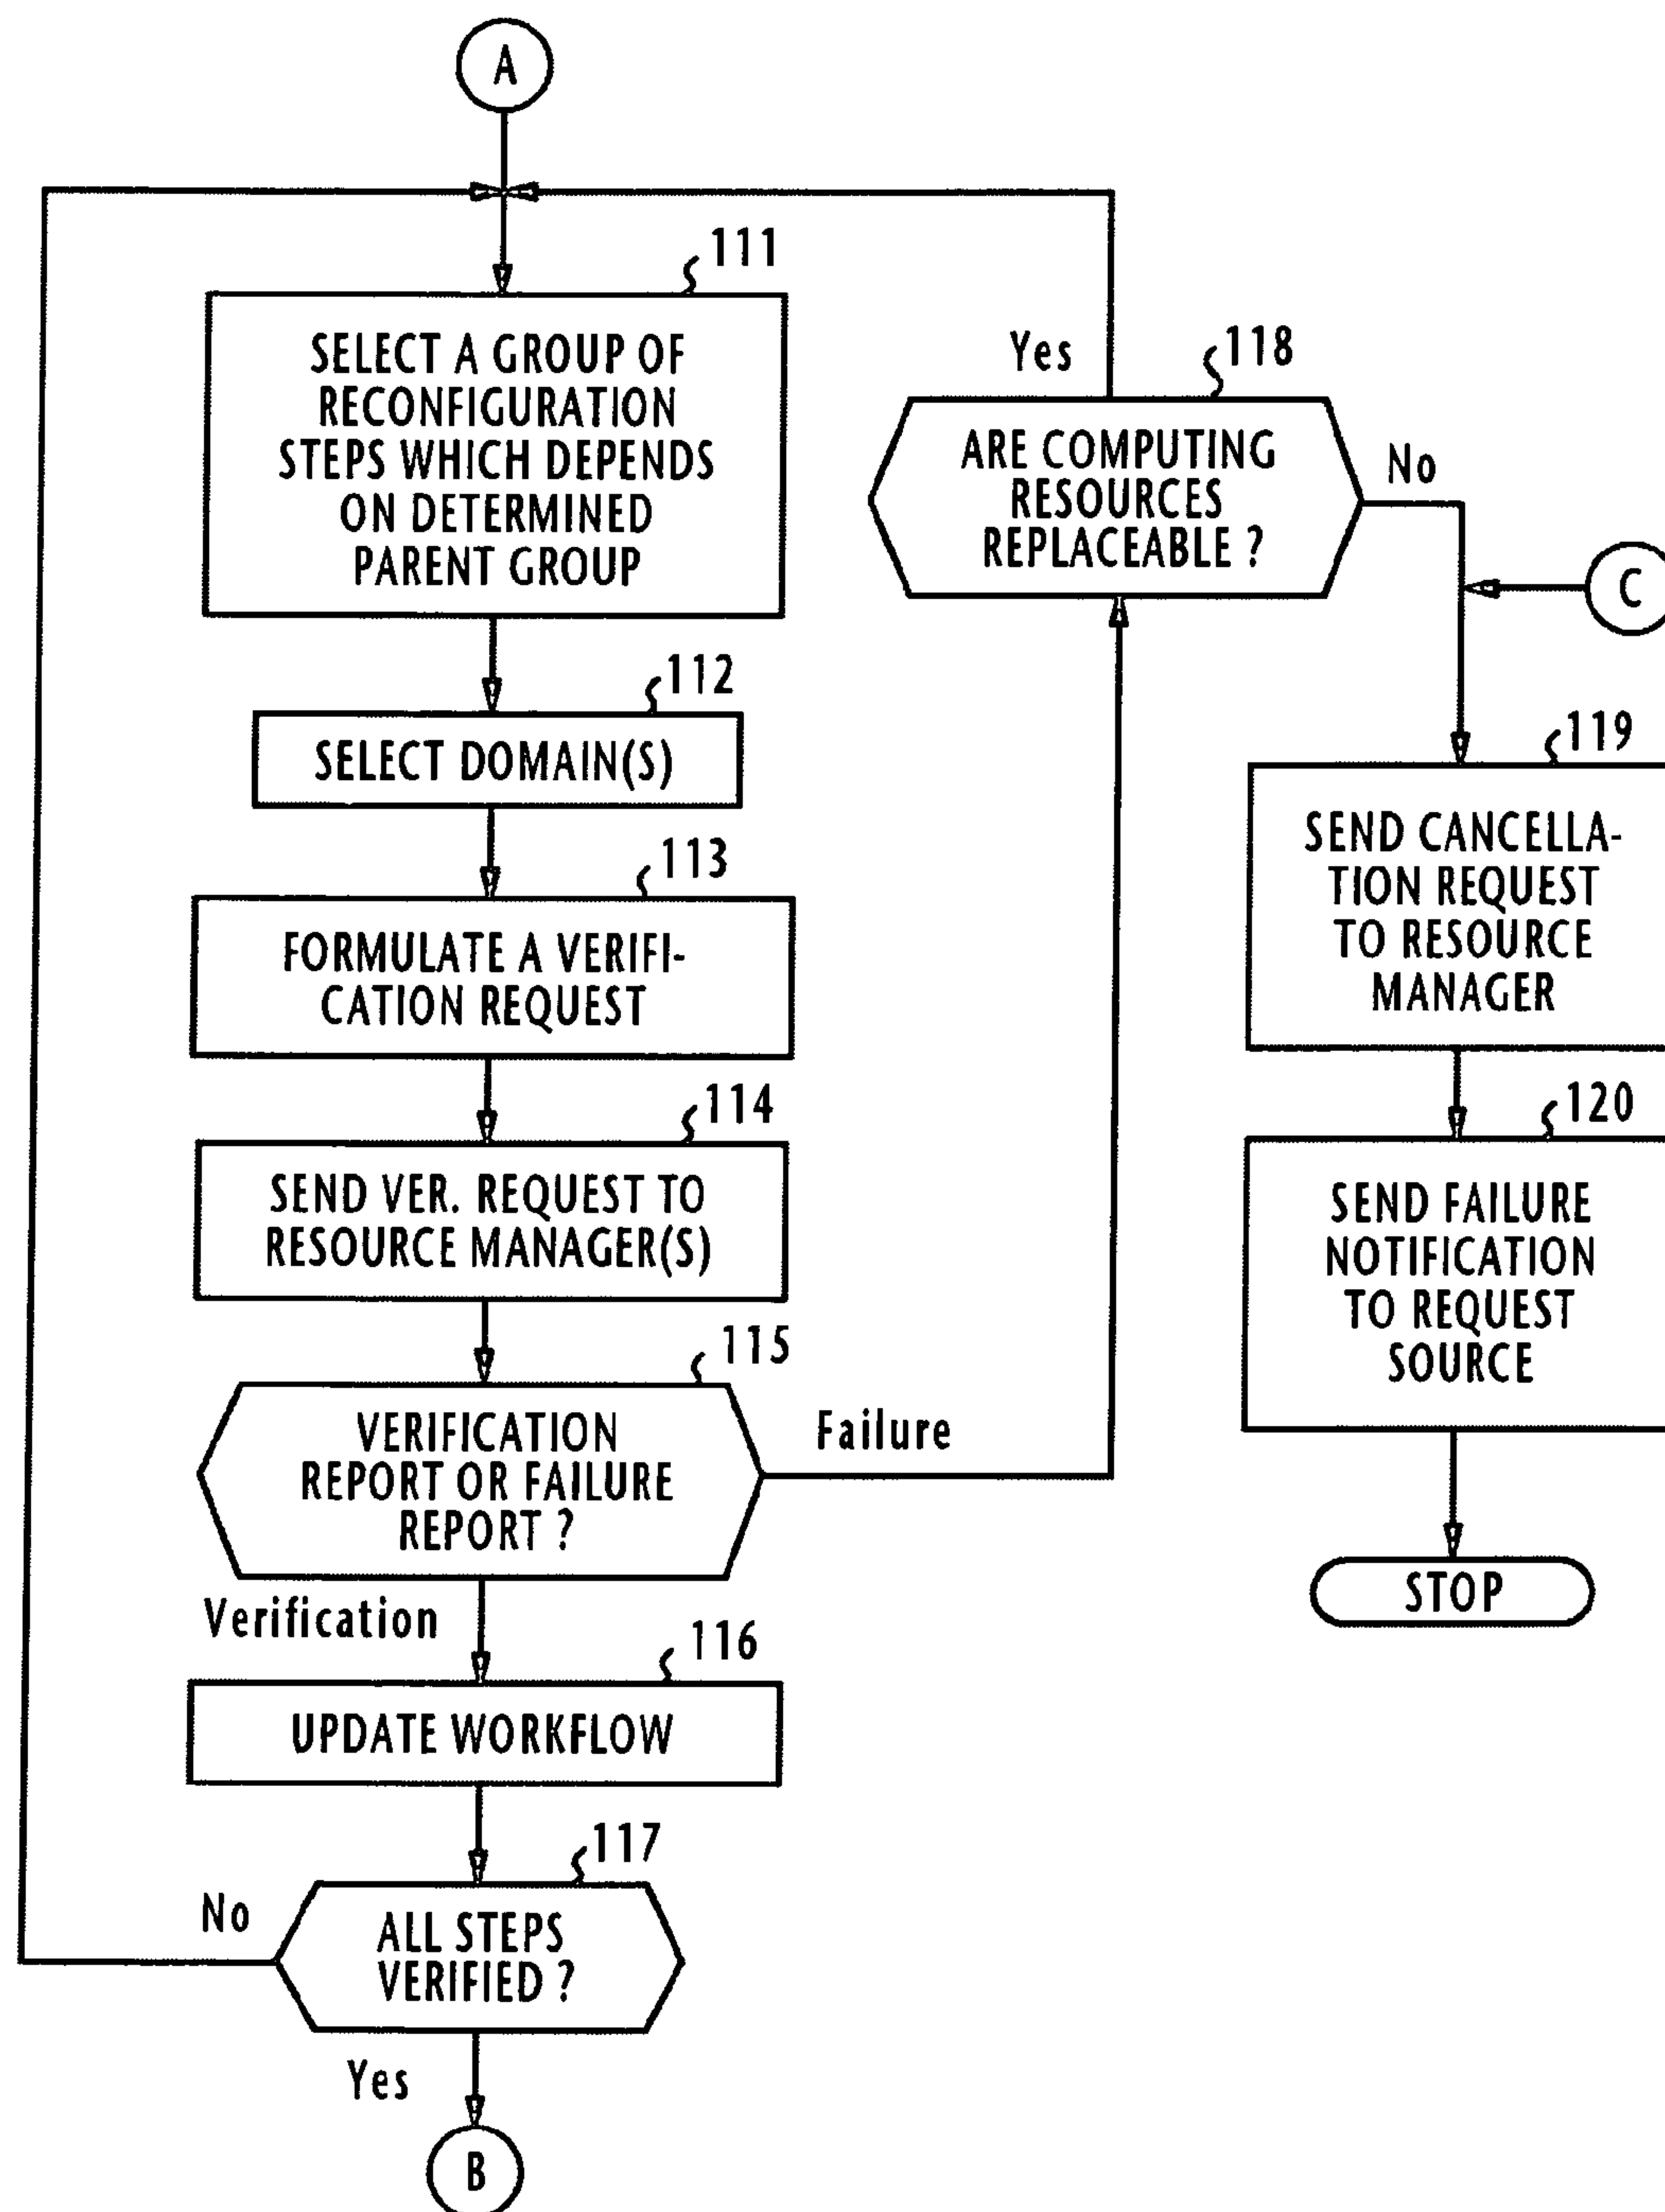 A
111
SELECT A GROUP OF
RECONFIGURATION
STEPS WHICH DEPENDS
ON DETERMINED
PARENT GROUP
112
SELECT DOMAIN(S)
113
FORMULATE A VERIFI-
CATION REQUEST
114
SEND VER. REQUEST TO
RESOURCE MANAGER(S)
115
VERIFICATION
REPORT OR FAILURE
REPORT ?
Failure
Verification
116
UPDATE WORKFLOW
117
ALL STEPS
VERIFIED ?
No
Yes
B
118
ARE COMPUTING
RESOURCES
REPLACEABLE ?
Yes
No
C
119
SEND CANCELLA-
TION REQUEST
TO RESOURCE
MANAGER
120
SEND FAILURE
NOTIFICATION
TO REQUEST
SOURCE
STOP